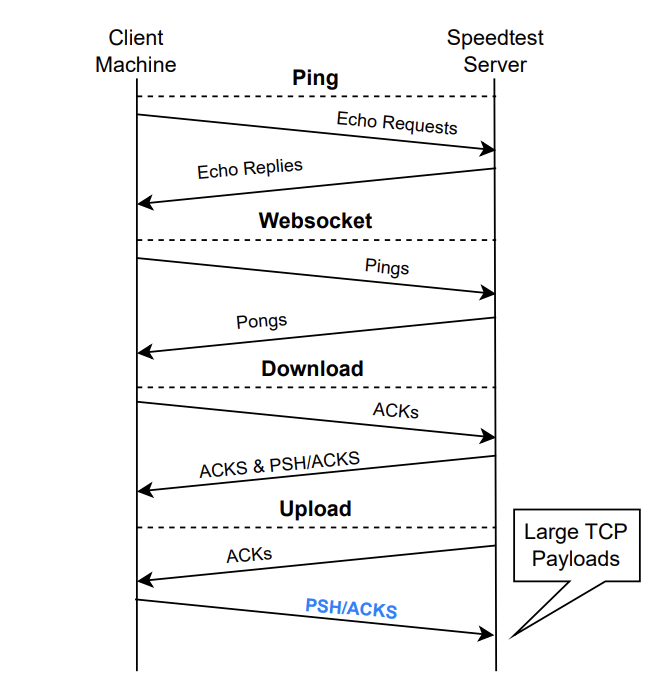 Client
Machine
Speedtest
Server
Ping
Echo Requests
Echo Replies
Websocket
Pings
Pongs
Download
ACKs
ACKS & PSH/ACKS
Upload
Large TCP
Payloads
ACKs
PSH/ACKS